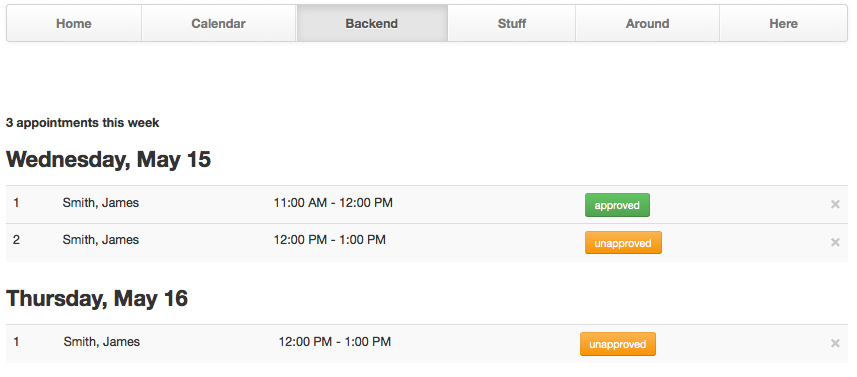 Home Calendar Backend Stuff Around Here
3 appointments this week
Wednesday, May 15
1 Smith, James 11:00 AM - 12:00 PM approved ×
2 Smith, James 12:00 PM - 1:00 PM unapproved ×
Thursday, May 16
1 Smith, James 12:00 PM - 1:00 PM unapproved ×